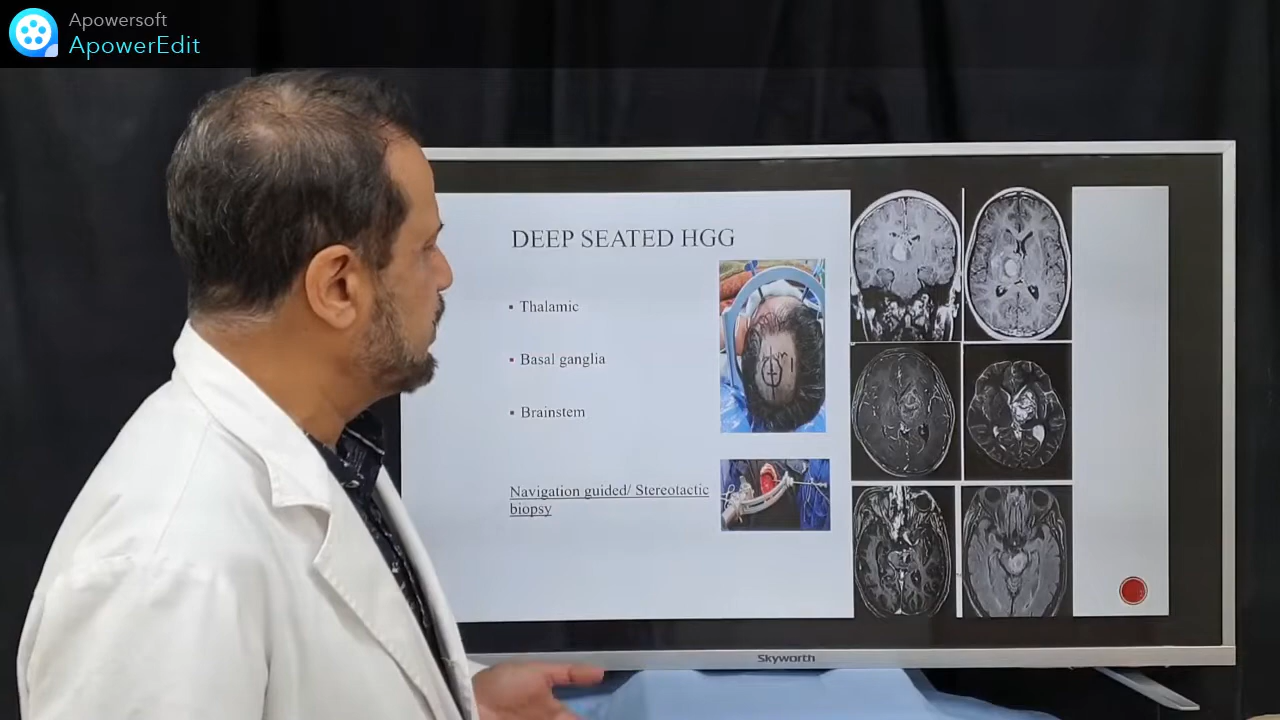 Apowersoft
ApowerEdit
DEEP SEATED HGG
▪ Thalamic
▪ Basal ganglia
▪ Brainstem
Navigation guided/ Stereotactic
biopsy
Skyworth